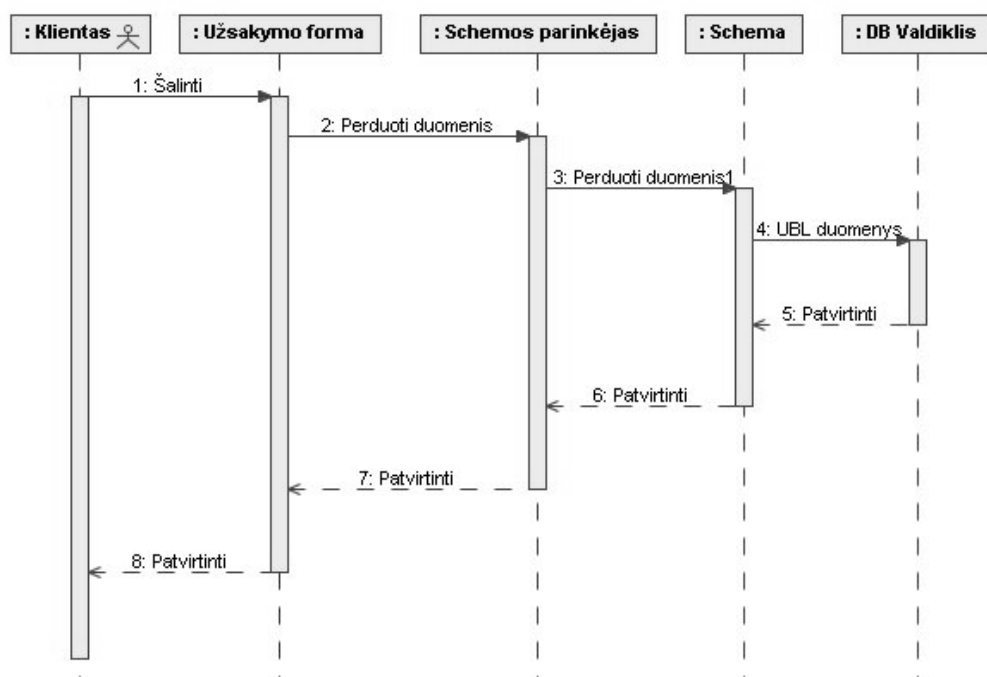 : Klientas
: Užsakymo forma
: Schemos parinkėjas
: Schema
: DB Valdiklis
1: Šalinti
2: Perduoti duomenis
3: Perduoti duomenis1
4: UBL duomenys
5: Patvirtinti
6: Patvirtinti
7: Patvirtinti
8: Patvirtinti